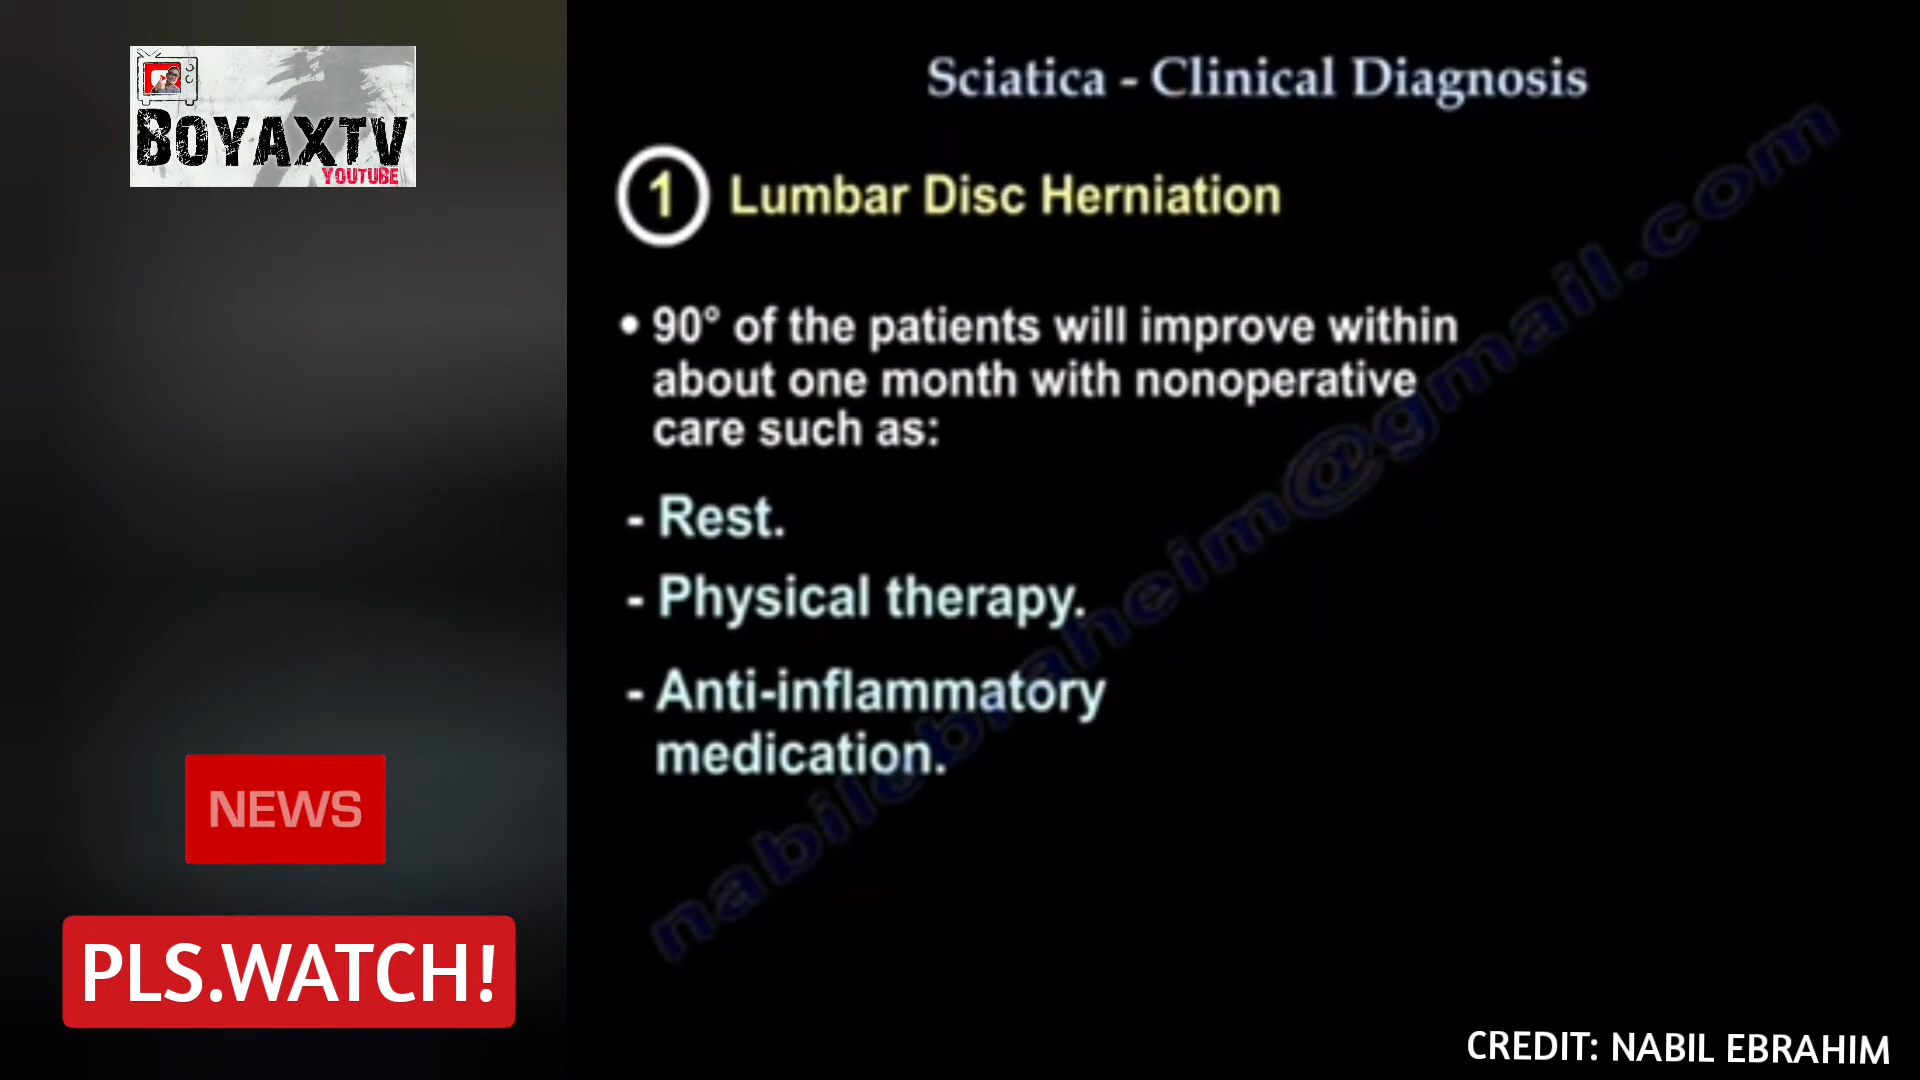 BOYAXTV
YOUTUBE
Sciatica - Clinical Diagnosis
1 Lumbar Disc Herniation
• 90° of the patients will improve within
about one month with nonoperative
care such as:
- Rest.
- Physical therapy.
- Anti-inflammatory
medication.
nabilebraheim@gmail.com
NEWS
PLS.WATCH!
CREDIT: NABIL EBRAHIM